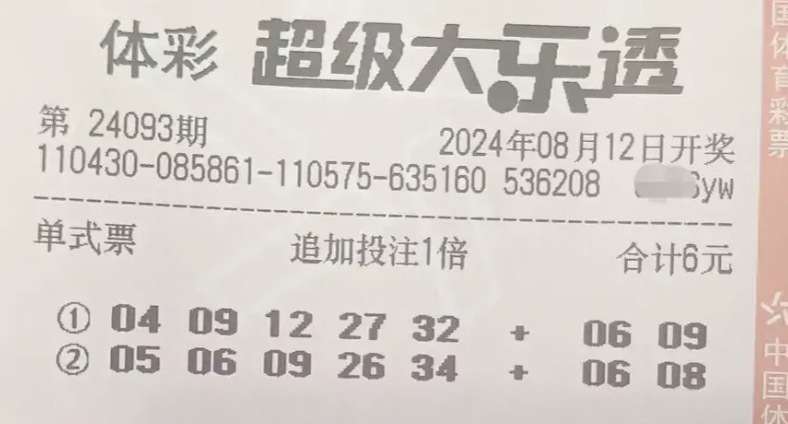 体彩 超级大乐透
第 24093期 2024年08月12日开奖
110430-085861-110575-635160 536208 yw
单式票 追加投注1倍 合计6元
① 04 09 12 27 32 + 06 09
② 05 06 09 26 34 + 06 08
国体育彩票
中国体